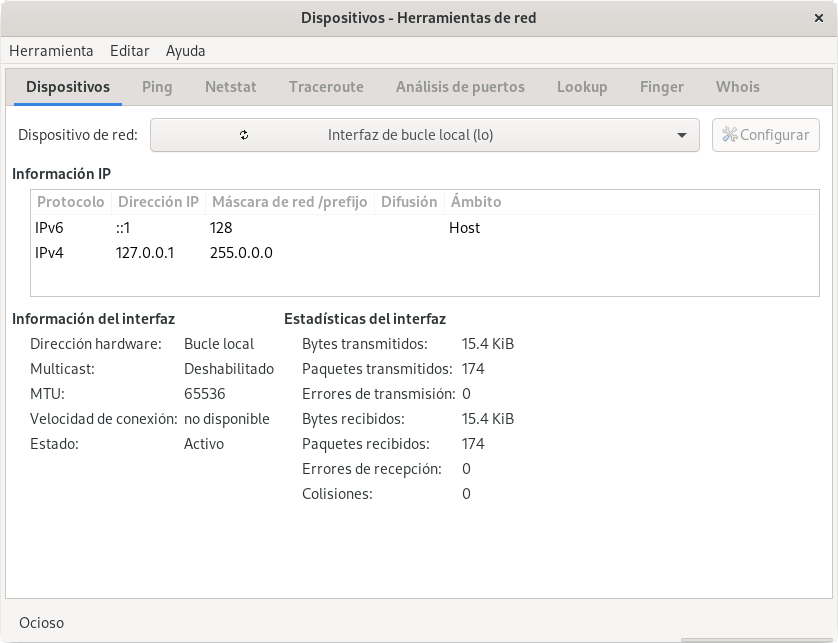 Dispositivos - Herramientas de red
Herramienta Editar Ayuda
Dispositivos Ping Netstat Traceroute Análisis de puertos Lookup Finger Whois
Dispositivo de red: Interfaz de bucle local (lo) Configurar
Información IP
Protocolo Dirección IP Máscara de red /prefijo Difusión Ámbito
IPv6 ::1 128 Host
IPv4 127.0.0.1 255.0.0.0
Información del interfaz Estadísticas del interfaz
Dirección hardware: Bucle local Bytes transmitidos: 15.4 KiB
Multicast: Deshabilitado Paquetes transmitidos: 174
MTU: 65536 Errores de transmisión: 0
Velocidad de conexión: no disponible Bytes recibidos: 15.4 KiB
Estado: Activo Paquetes recibidos: 174
Errores de recepción: 0
Colisiones: 0
Ocioso